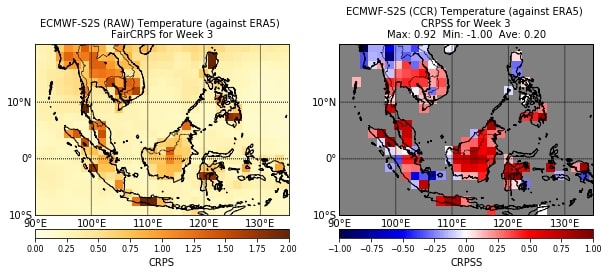 ECMWF-S2S (RAW) Temperature (against ERA5)
FairCRPS for Week 3
10°N
0°
10°S
90°E 100°E 110°E 120°E 130°E
0.00 0.25 0.50 0.75 1.00 1.25 1.50 1.75 2.00
CRPS
ECMWF-S2S (CCR) Temperature (against ERA5)
CRPSS for Week 3
Max: 0.92 Min: -1.00 Ave: 0.20
10°N
0°
10°S
90°E 100°E 110°E 120°E 130°E
−1.00 −0.75 −0.50 −0.25 0.00 0.25 0.50 0.75 1.00
CRPSS